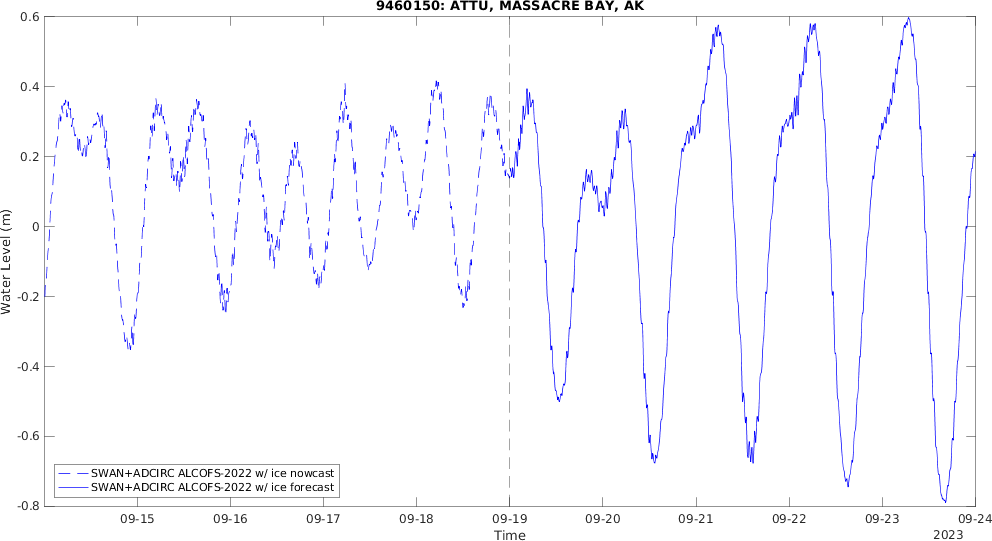 9460150: ATTU, MASSACRE BAY, AK
0.6
0.4
0.2
0
-0.2
-0.4
-0.6
-0.8
Water Level (m)
SWAN+ADCIRC ALCOFS-2022 w/ ice nowcast
SWAN+ADCIRC ALCOFS-2022 w/ ice forecast
09-15 09-16 09-17 09-18 09-19 09-20 09-21 09-22 09-23 09-24
Time
2023